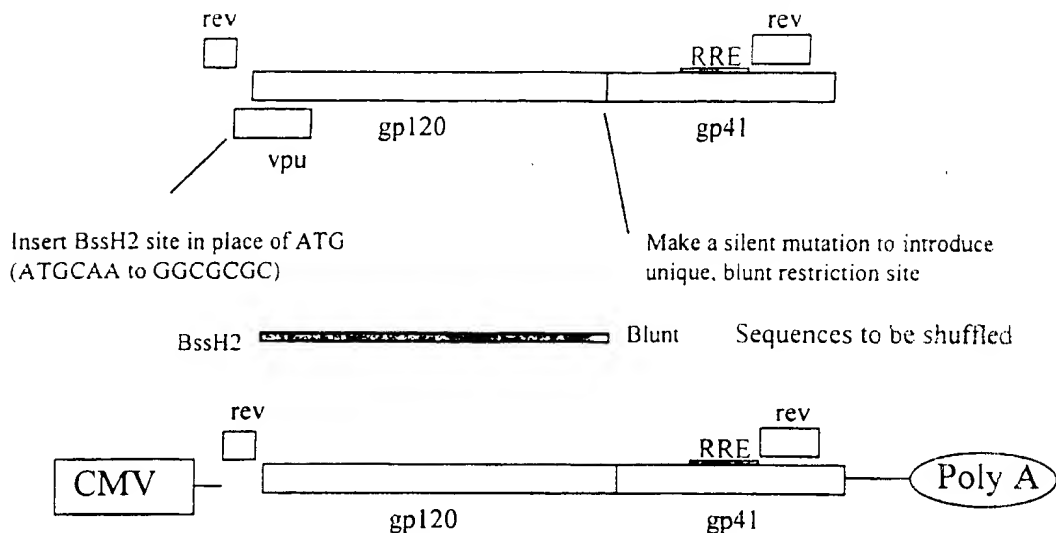 rev
rev
RRE
gp120
gp41
vpu
Insert BssH2 site in place of ATG
(ATGCAA to GGCGCGC)
Make a silent mutation to introduce
unique, blunt restriction site
BssH2
Blunt
Sequences to be shuffled
rev
rev
RRE
CMV
Poly A
gp120
gp41